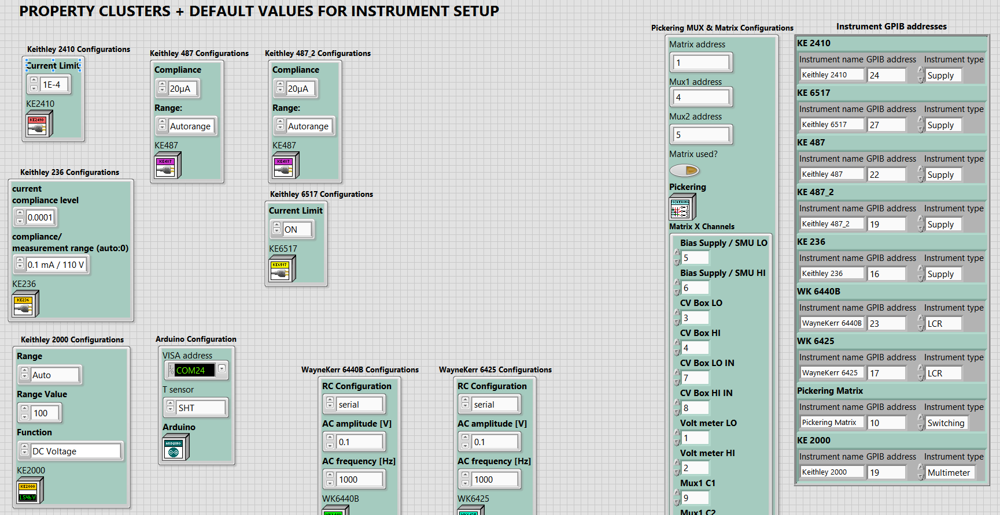 PROPERTY CLUSTERS + DEFAULT VALUES FOR INSTRUMENT SETUP
Keithley 2410 Configurations
Current Limit
1E-4
KE2410
KE2410
Keithley 487 Configurations
Compliance
20µA
Range:
Autorange
KE487
KE487
Keithley 487_2 Configurations
Compliance
20µA
Range:
Autorange
KE487
KE487
Keithley 236 Configurations
current
compliance level
0.0001
compliance/
measurement range (auto:0)
0.1 mA / 110 V
KE236
KE236
Keithley 6517 Configurations
Current Limit
ON
KE6517
KE6517
Keithley 2000 Configurations
Range
Auto
Range Value
100
Function
DC Voltage
KE2000
KE2000
1.546 V
Arduino Configuration
VISA address
COM24
T sensor
SHT
Arduino
ARDUINO
WayneKerr 6440B Configurations
RC Configuration
serial
AC amplitude [V]
0.1
AC frequency [Hz]
1000
WK6440B
WK6440
WayneKerr 6425 Configurations
RC Configuration
serial
AC amplitude [V]
0.1
AC frequency [Hz]
1000
WK6425
WK6425
Pickering MUX & Matrix Configurations
Matrix address
1
Mux1 address
4
Mux2 address
5
Matrix used?
Pickering
PICKERING
Matrix X Channels
Bias Supply / SMU LO
5
Bias Supply / SMU HI
6
CV Box LO
3
CV Box HI
4
CV Box LO IN
7
CV Box HI IN
8
Volt meter LO
1
Volt meter HI
2
Mux1 C1
9
Mux1 C2
Instrument GPIB addresses
KE 2410
Instrument name GPIB address Instrument type
Keithley 2410 24 Supply
KE 6517
Instrument name GPIB address Instrument type
Keithley 6517 27 Supply
KE 487
Instrument name GPIB address Instrument type
Keithley 487 22 Supply
KE 487_2
Instrument name GPIB address Instrument type
Keithley 487_2 19 Supply
KE 236
Instrument name GPIB address Instrument type
Keithley 236 16 Supply
WK 6440B
Instrument name GPIB address Instrument type
WayneKerr 6440B 23 LCR
WK 6425
Instrument name GPIB address Instrument type
WayneKerr 6425 17 LCR
Pickering Matrix
Instrument name GPIB address Instrument type
Pickering Matrix 10 Switching
KE 2000
Instrument name GPIB address Instrument type
Keithley 2000 19 Multimeter